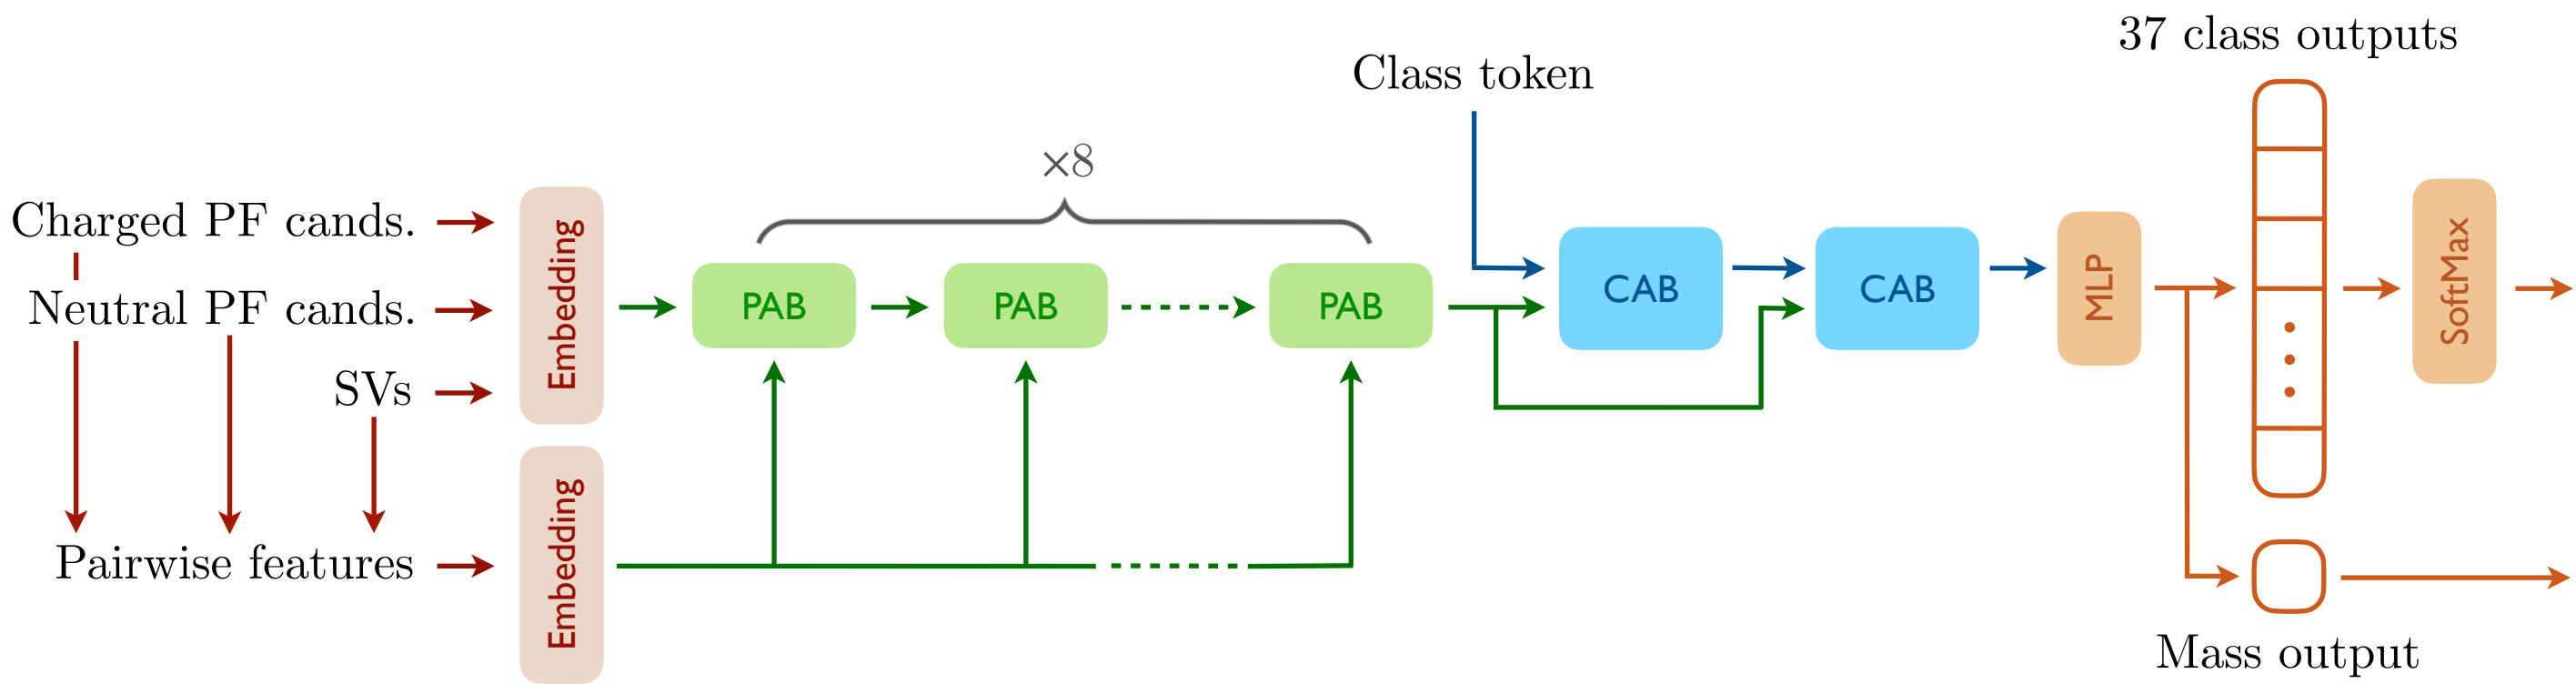 37 class outputs
Class token
×8
Charged PF cands.
Neutral PF cands.
SVs
Pairwise features
Embedding
Embedding
PAB
PAB
PAB
CAB
CAB
MLP
SoftMax
Mass output